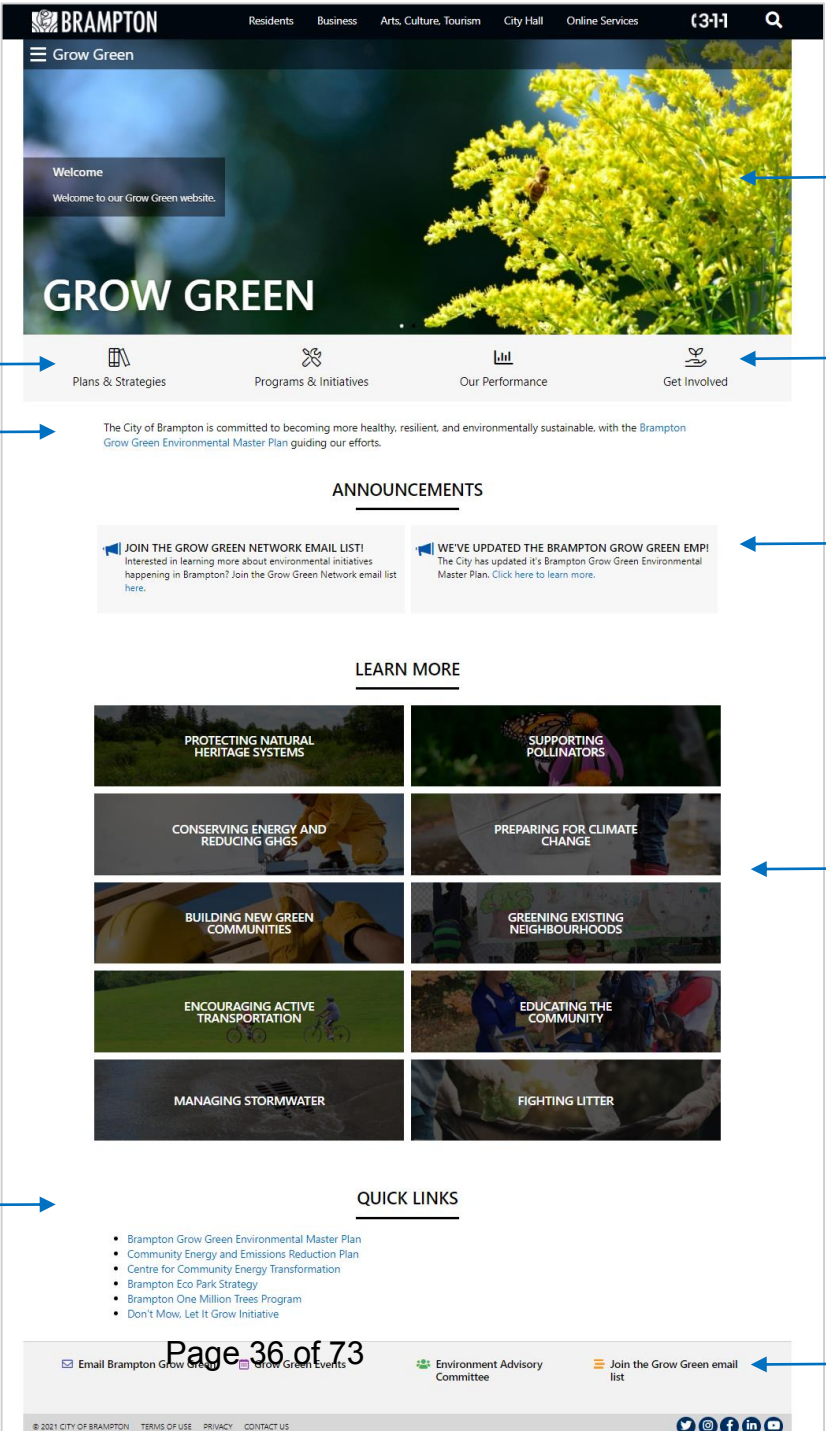 BRAMPTON
Residents Business Arts, Culture, Tourism City Hall Online Services 3-1-1
Grow Green
Welcome
Welcome to our Grow Green website.
GROW GREEN
Plans & Strategies Programs & Initiatives Our Performance Get Involved
The City of Brampton is committed to becoming more healthy, resilient, and environmentally sustainable, with the Brampton
Grow Green Environmental Master Plan guiding our efforts.
ANNOUNCEMENTS
JOIN THE GROW GREEN NETWORK EMAIL LIST!
Interested in learning more about environmental initiatives
happening in Brampton? Join the Grow Green Network email list
here.
WE'VE UPDATED THE BRAMPTON GROW GREEN EMP!
The City has updated it's Brampton Grow Green Environmental
Master Plan. Click here to learn more.
LEARN MORE
PROTECTING NATURAL
HERITAGE SYSTEMS
SUPPORTING
POLLINATORS
CONSERVING ENERGY AND
REDUCING GHGS
PREPARING FOR CLIMATE
CHANGE
BUILDING NEW GREEN
COMMUNITIES
GREENING EXISTING
NEIGHBOURHOODS
ENCOURAGING ACTIVE
TRANSPORTATION
EDUCATING THE
COMMUNITY
MANAGING STORMWATER
FIGHTING LITTER
QUICK LINKS
• Brampton Grow Green Environmental Master Plan
• Community Energy and Emissions Reduction Plan
• Centre for Community Energy Transformation
• Brampton Eco Park Strategy
• Brampton One Million Trees Program
• Don't Mow, Let It Grow Initiative
Page 36 of 73
Email Brampton Grow Green
Grow Green Events
Environment Advisory
Committee
Join the Grow Green email
list
© 2021 CITY OF BRAMPTON TERMS OF USE PRIVACY CONTACT US